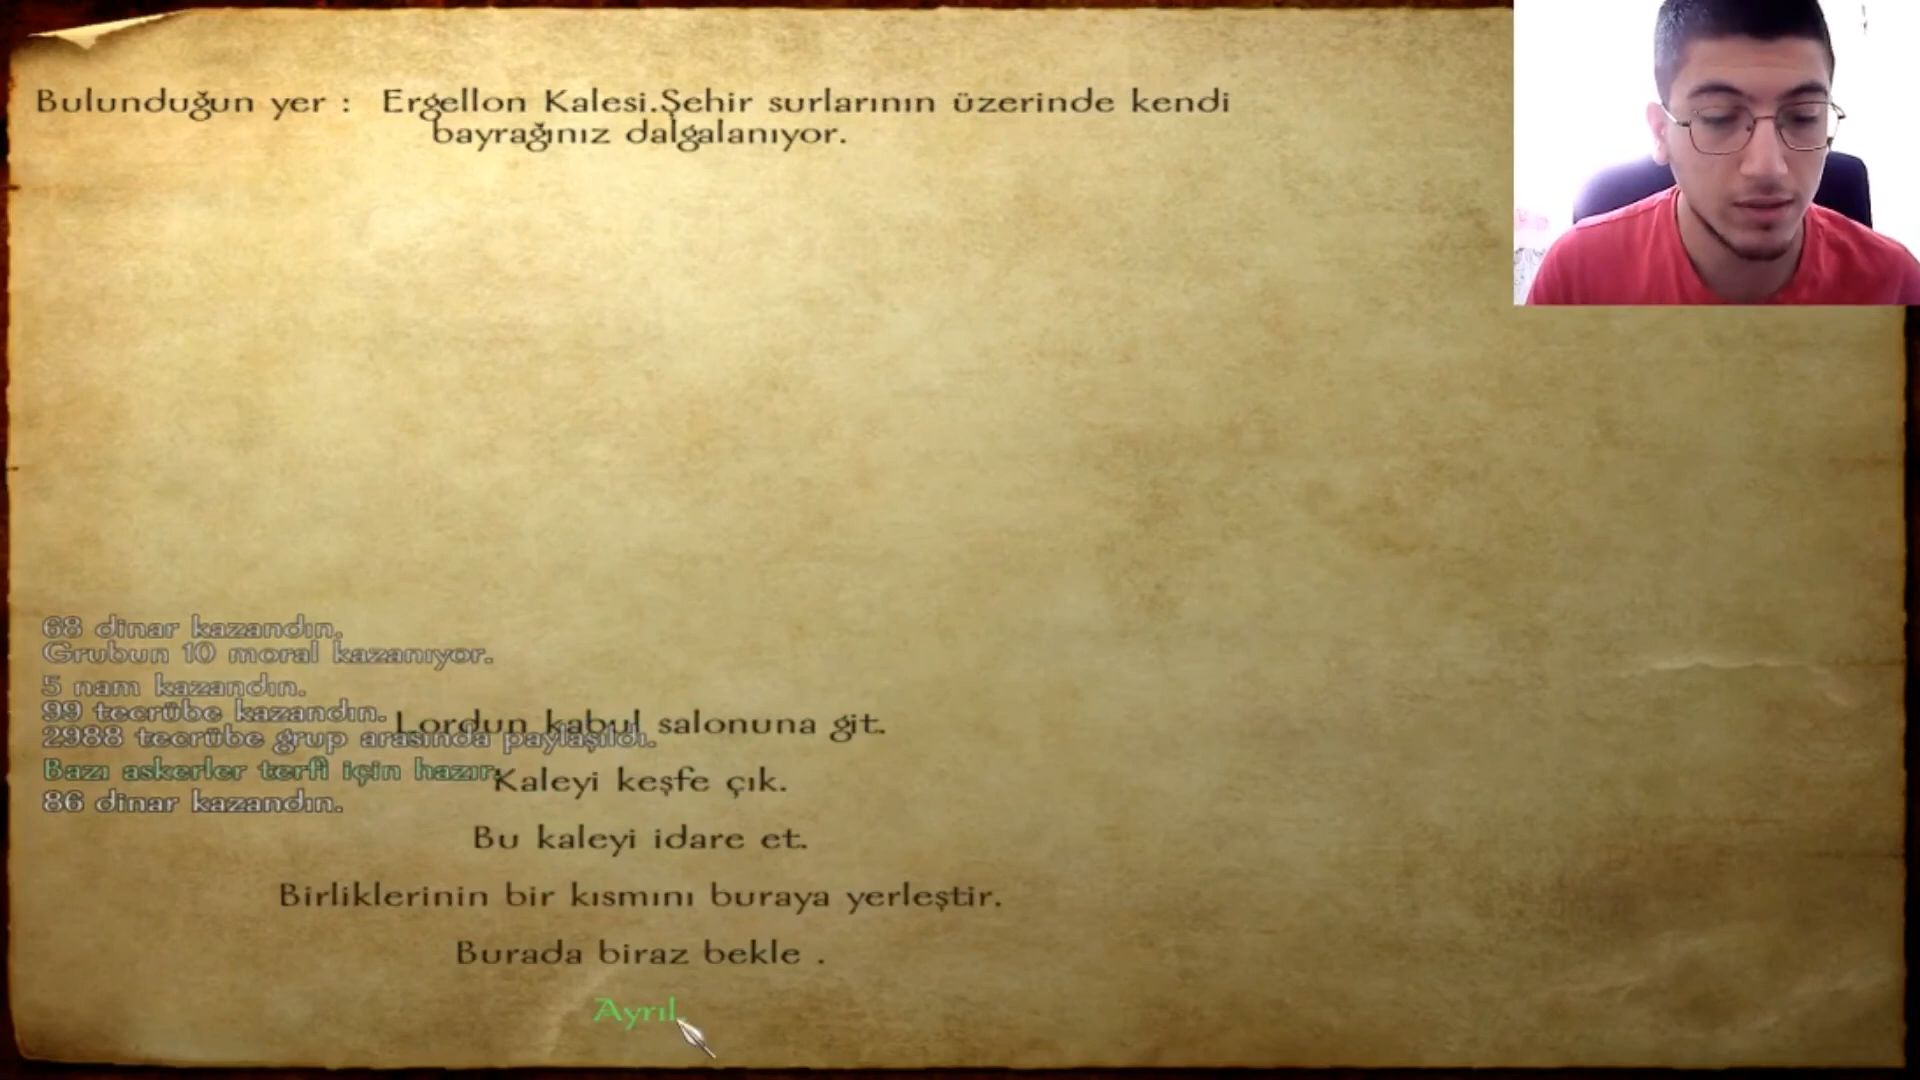 Bulunduğun yer : Ergellon Kalesi.Şehir surlarının üzerinde kendi
bayrağınız dalgalanıyor.
68 dinar kazandın.
Grubun 10 moral kazanıyor.
5 nam kazandın.
99 tecrübe kazandın.
Lordun kabul salonuna git.
2988 tecrübe grup arasında paylaşıldı.
Bazı askerler terfi için hazır.
Kaleyi keşfe çık.
86 dinar kazandın.
Bu kaleyi idare et.
Birliklerinin bir kısmını buraya yerleştir.
Burada biraz bekle .
Ayrıl.